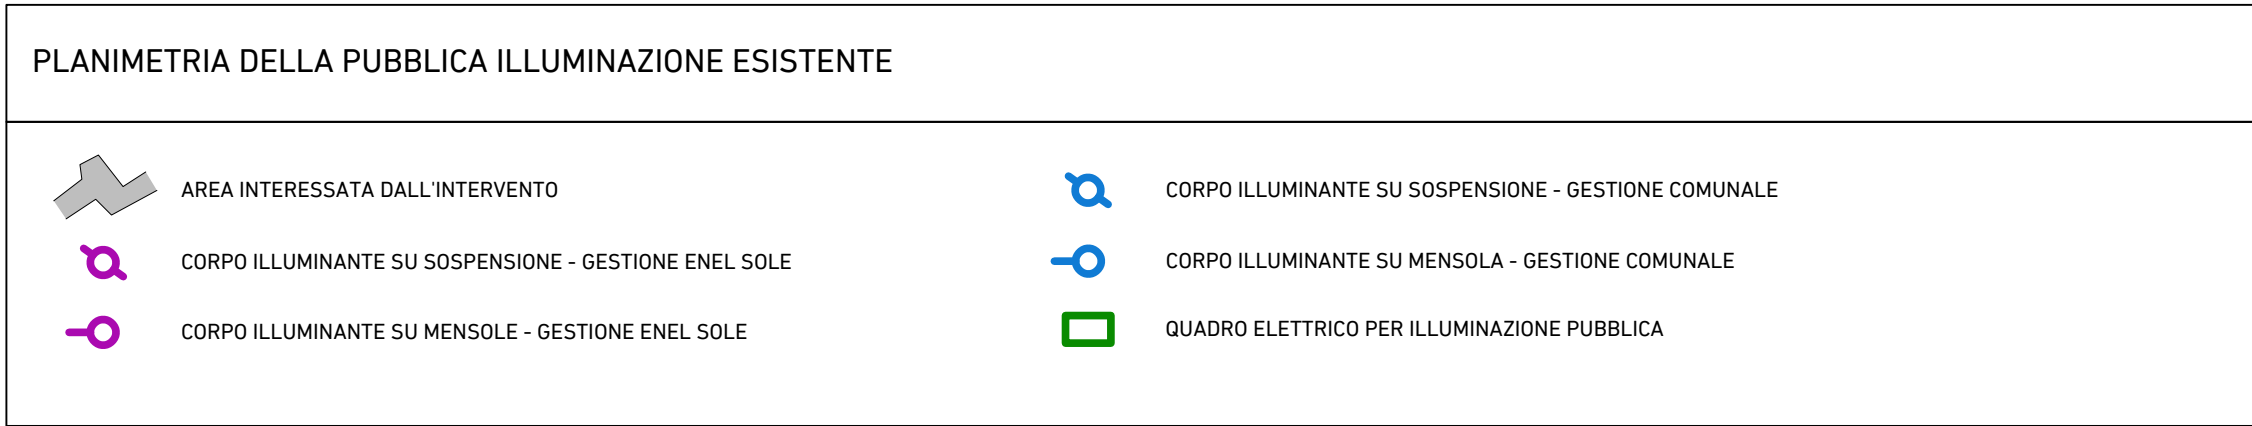 PLANIMETRIA DELLA PUBBLICA ILLUMINAZIONE ESISTENTE
AREA INTERESSATA DALL'INTERVENTO
CORPO ILLUMINANTE SU SOSPENSIONE - GESTIONE ENEL SOLE
CORPO ILLUMINANTE SU MENSOLE - GESTIONE ENEL SOLE
CORPO ILLUMINANTE SU SOSPENSIONE - GESTIONE COMUNALE
CORPO ILLUMINANTE SU MENSOLA - GESTIONE COMUNALE
QUADRO ELETTRICO PER ILLUMINAZIONE PUBBLICA